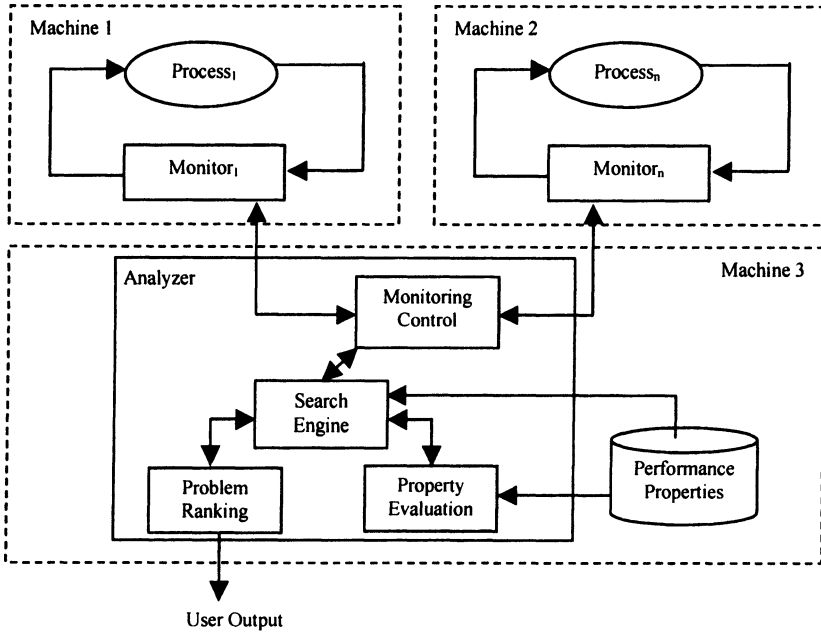 Machine 1
Process₁
Monitor₁
Machine 2
Processₙ
Monitorₙ
Machine 3
Analyzer
Monitoring
Control
Search
Engine
Problem
Ranking
Property
Evaluation
Performance
Properties
User Output